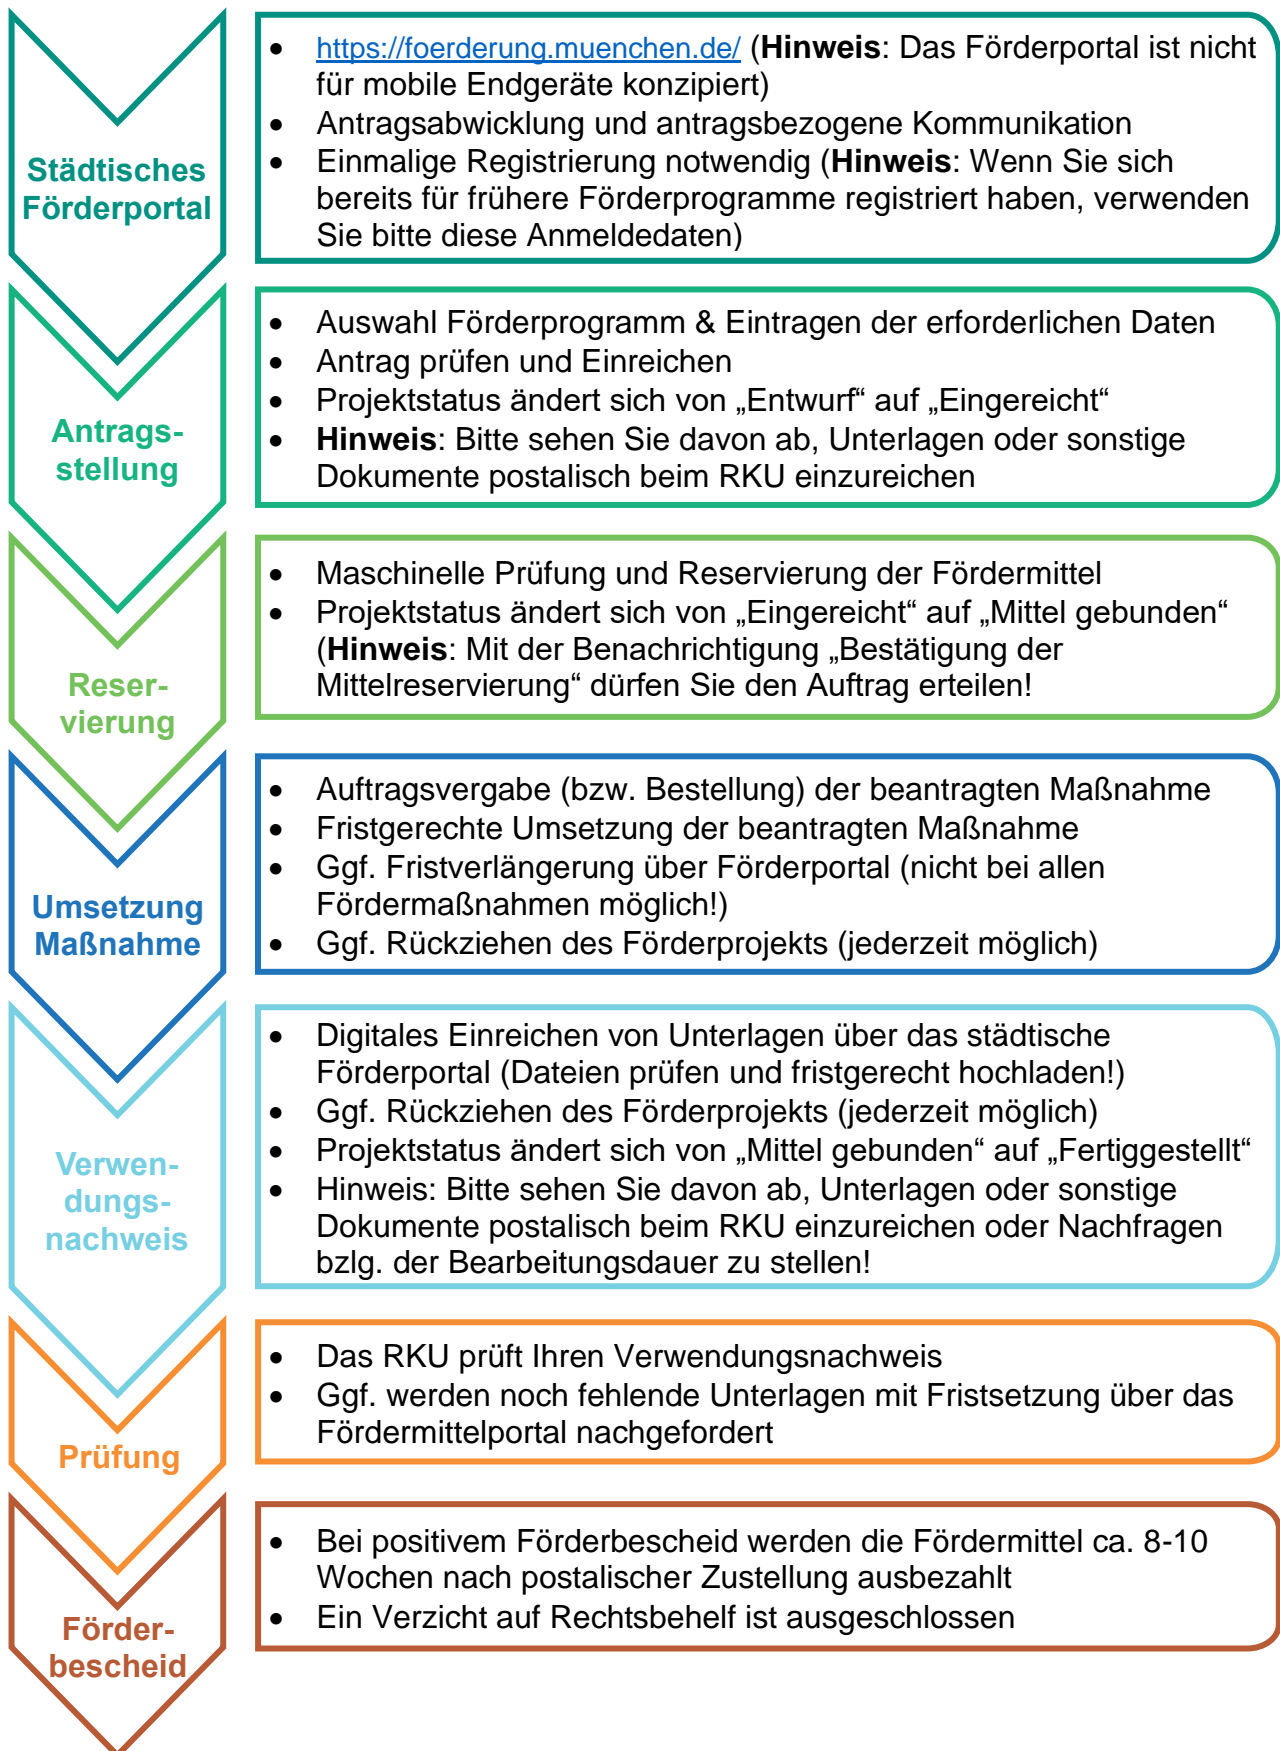 Städtisches
Förderportal
• https://foerderung.muenchen.de/ (Hinweis: Das Förderportal ist nicht
für mobile Endgeräte konzipiert)
• Antragsabwicklung und antragsbezogene Kommunikation
• Einmalige Registrierung notwendig (Hinweis: Wenn Sie sich
bereits für frühere Förderprogramme registriert haben, verwenden
Sie bitte diese Anmeldedaten)
Antrags-
stellung
• Auswahl Förderprogramm & Eintragen der erforderlichen Daten
• Antrag prüfen und Einreichen
• Projektstatus ändert sich von „Entwurf“ auf „Eingereicht“
• Hinweis: Bitte sehen Sie davon ab, Unterlagen oder sonstige
Dokumente postalisch beim RKU einzureichen
Reser-
vierung
• Maschinelle Prüfung und Reservierung der Fördermittel
• Projektstatus ändert sich von „Eingereicht“ auf „Mittel gebunden“
(Hinweis: Mit der Benachrichtigung „Bestätigung der
Mittelreservierung“ dürfen Sie den Auftrag erteilen!
Umsetzung
Maßnahme
• Auftragsvergabe (bzw. Bestellung) der beantragten Maßnahme
• Fristgerechte Umsetzung der beantragten Maßnahme
• Ggf. Fristverlängerung über Förderportal (nicht bei allen
Fördermaßnahmen möglich!)
• Ggf. Rückziehen des Förderprojekts (jederzeit möglich)
Verwen-
dungs-
nachweis
• Digitales Einreichen von Unterlagen über das städtische
Förderportal (Dateien prüfen und fristgerecht hochladen!)
• Ggf. Rückziehen des Förderprojekts (jederzeit möglich)
• Projektstatus ändert sich von „Mittel gebunden“ auf „Fertiggestellt“
• Hinweis: Bitte sehen Sie davon ab, Unterlagen oder sonstige
Dokumente postalisch beim RKU einzureichen oder Nachfragen
bzlg. der Bearbeitungsdauer zu stellen!
Prüfung
• Das RKU prüft Ihren Verwendungsnachweis
• Ggf. werden noch fehlende Unterlagen mit Fristsetzung über das
Fördermittelportal nachgefordert
Förder-
bescheid
• Bei positivem Förderbescheid werden die Fördermittel ca. 8-10
Wochen nach postalischer Zustellung ausbezahlt
• Ein Verzicht auf Rechtsbehelf ist ausgeschlossen